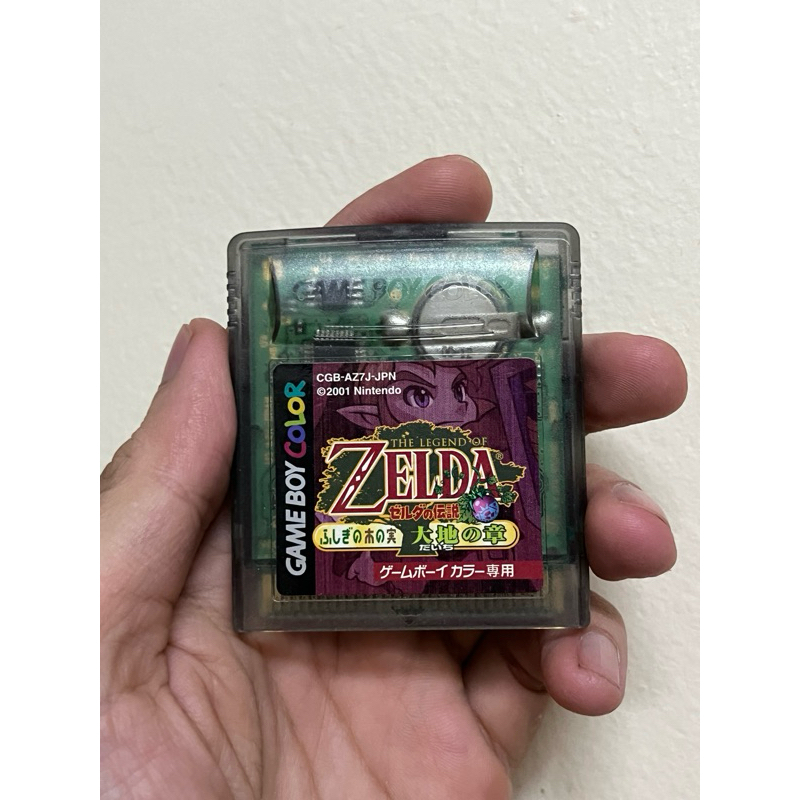 GAME BOY COLOR
CGB-AZ7J-JPN
©2001 Nintendo
GAME BOY COLOR
THE LEGEND OF
ZELDA®
ゼルダの伝説
ふしぎの木の実
大地の章
だいち
ゲームボーイカラー専用